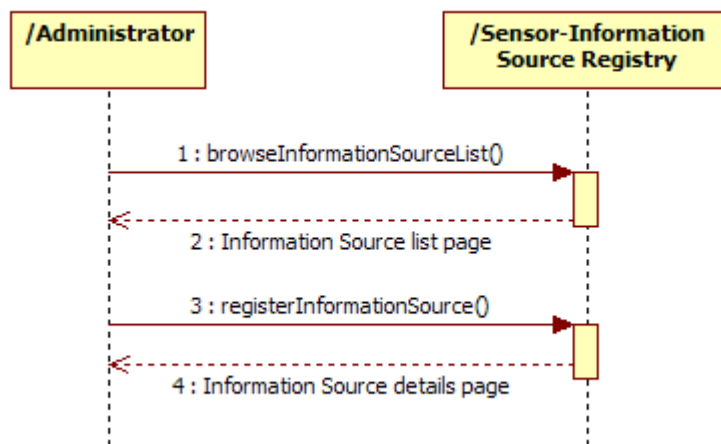 /Administrator
/Sensor-Information
Source Registry
1 : browseInformationSourceList()
2 : Information Source list page
3 : registerInformationSource()
4 : Information Source details page